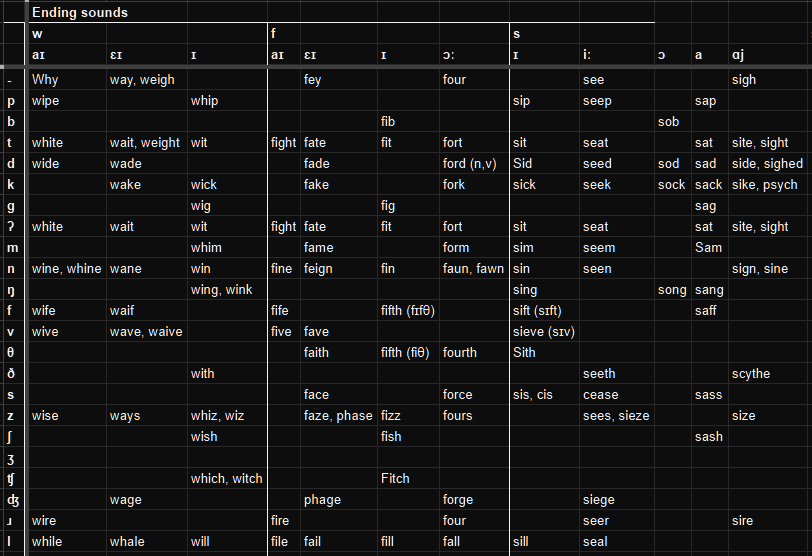 Ending sounds
w f s
aɪ ɛɪ ɪ aɪ ɛɪ ɪ ɔː ɪ iː ɔ a ɑj
- Why way, weigh fey four see sigh
p wipe whip sip seep sap
b fib sob
t white wait, weight wit fight fate fit fort sit seat sat site, sight
d wide wade fade ford (n,v) Sid seed sod sad side, sighed
k wake wick fake fork sick seek sock sack sike, psych
g wig fig sag
ʔ white wait wit fight fate fit fort sit seat sat site, sight
m whim fame form sim seem Sam
n wine, whine wane win fine feign fin faun, fawn sin seen sign, sine
ŋ wing, wink sing song sang
f wife waif fife fifth (fɪfθ) sift (sɪft) saff
v wive wave, waive five fave sieve (sɪv)
θ faith fifth (fiθ) fourth Sith
ð with seeth scythe
s face force sis, cis cease sass
z wise ways whiz, wiz faze, phase fizz fours sees, sieze size
ʃ wish fish sash
ʒ
ʧ which, witch Fitch
ʤ wage phage forge siege
ɹ wire fire four seer sire
l while whale will file fail fill fall sill seal